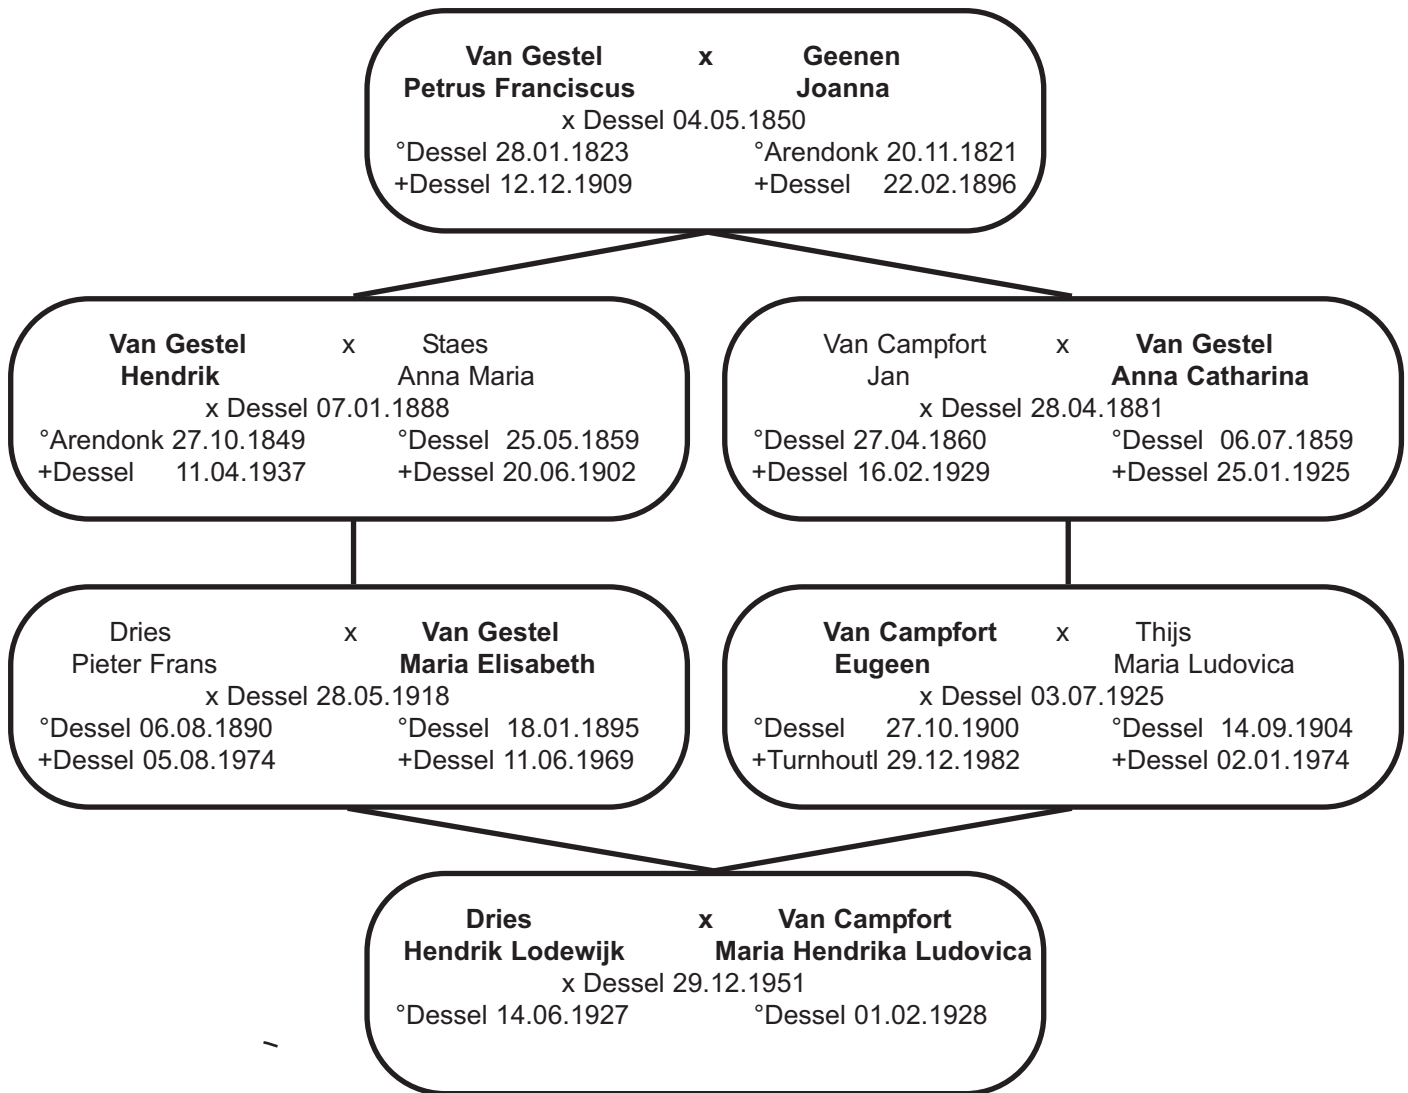 Van Gestel x Geenen
Petrus Franciscus Joanna
x Dessel 04.05.1850
°Dessel 28.01.1823 °Arendonk 20.11.1821
+Dessel 12.12.1909 +Dessel 22.02.1896
Van Gestel x Staes
Hendrik Anna Maria
x Dessel 07.01.1888
°Arendonk 27.10.1849 °Dessel 25.05.1859
+Dessel 11.04.1937 +Dessel 20.06.1902
Van Campfort x Van Gestel
Jan Anna Catharina
x Dessel 28.04.1881
°Dessel 27.04.1860 °Dessel 06.07.1859
+Dessel 16.02.1929 +Dessel 25.01.1925
Dries x Van Gestel
Pieter Frans Maria Elisabeth
x Dessel 28.05.1918
°Dessel 06.08.1890 °Dessel 18.01.1895
+Dessel 05.08.1974 +Dessel 11.06.1969
Van Campfort x Thijs
Eugeen Maria Ludovica
x Dessel 03.07.1925
°Dessel 27.10.1900 °Dessel 14.09.1904
+Turnhoutl 29.12.1982 +Dessel 02.01.1974
Dries x Van Campfort
Hendrik Lodewijk Maria Hendrika Ludovica
x Dessel 29.12.1951
°Dessel 14.06.1927 °Dessel 01.02.1928